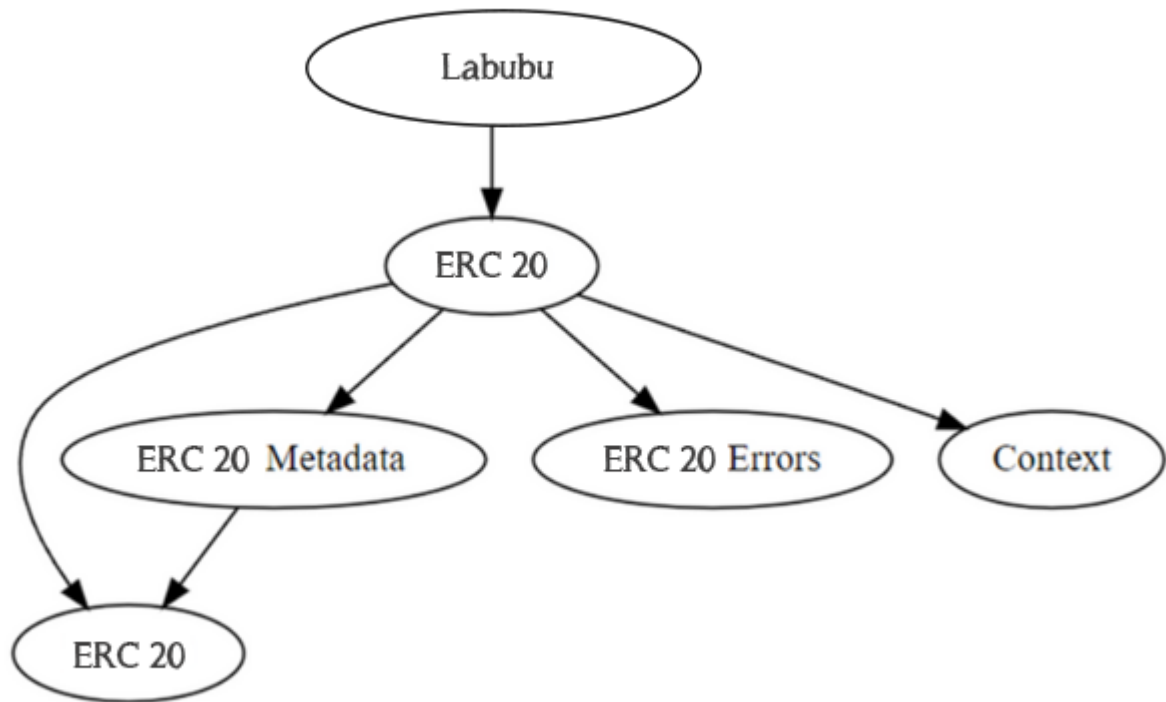 Labubu
ERC 20
ERC 20 Metadata
ERC 20 Errors
Context
ERC 20